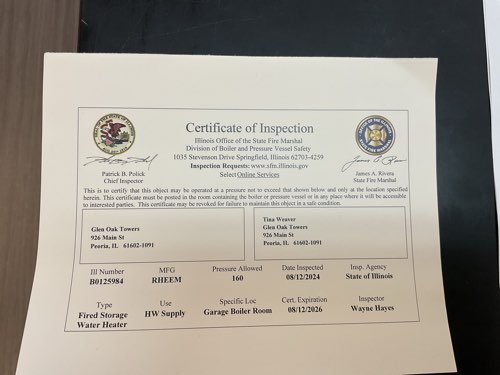 Certificate of Inspection
Illinois Office of the State Fire Marshal
Division of Boiler and Pressure Vessel Safety
1035 Stevenson Drive Springfield, Illinois 62703-4259
Inspection Requests: www.sfm.illinois.gov
Select Online Services
Patrick B. Polick
Chief Inspector
James A. Rivera
State Fire Marshal
This is to certify that this object may be operated at a pressure not to exceed that shown below and only at the location specified
herein. This certificate must be posted in the room containing the boiler or pressure vessel or in any place where it will be accessible
to interested parties. This certificate may be revoked for failure to maintain this object in a safe condition.
Glen Oak Towers
926 Main St
Peoria, IL 61602-1091
Tina Weaver
Glen Oak Towers
926 Main St
Peoria, IL 61602-1091
Ill Number MFG Pressure Allowed Date Inspected Insp. Agency
B0125984 RHEEM 160 08/12/2024 State of Illinois
Type Use Specific Loc Cert. Expiration Inspector
Fired Storage HW Supply Garage Boiler Room 08/12/2026 Wayne Hayes
Water Heater